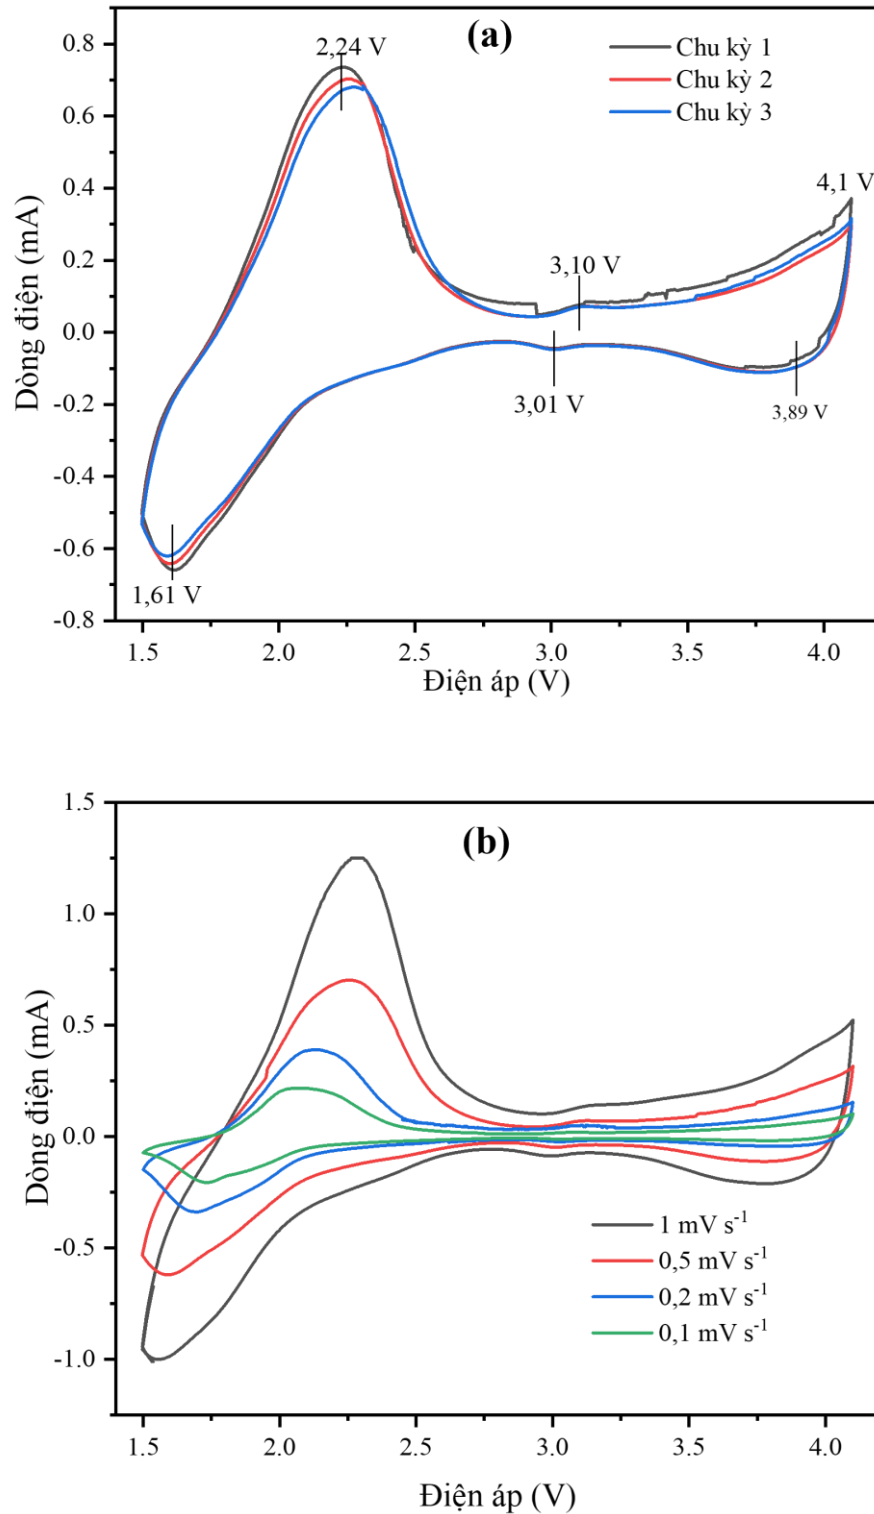 (a)
2,24 V
Chu kỳ 1
Chu kỳ 2
Chu kỳ 3
4,1 V
3,10 V
3,01 V
3,89 V
1,61 V
0.8
0.6
0.4
0.2
0.0
-0.2
-0.4
-0.6
-0.8
Dòng điện (mA)
1.5 2.0 2.5 3.0 3.5 4.0
Điện áp (V)
(b)
1.5
1.0
0.5
0.0
-0.5
-1.0
Dòng điện (mA)
1 mV s⁻¹
0,5 mV s⁻¹
0,2 mV s⁻¹
0,1 mV s⁻¹
1.5 2.0 2.5 3.0 3.5 4.0
Điện áp (V)